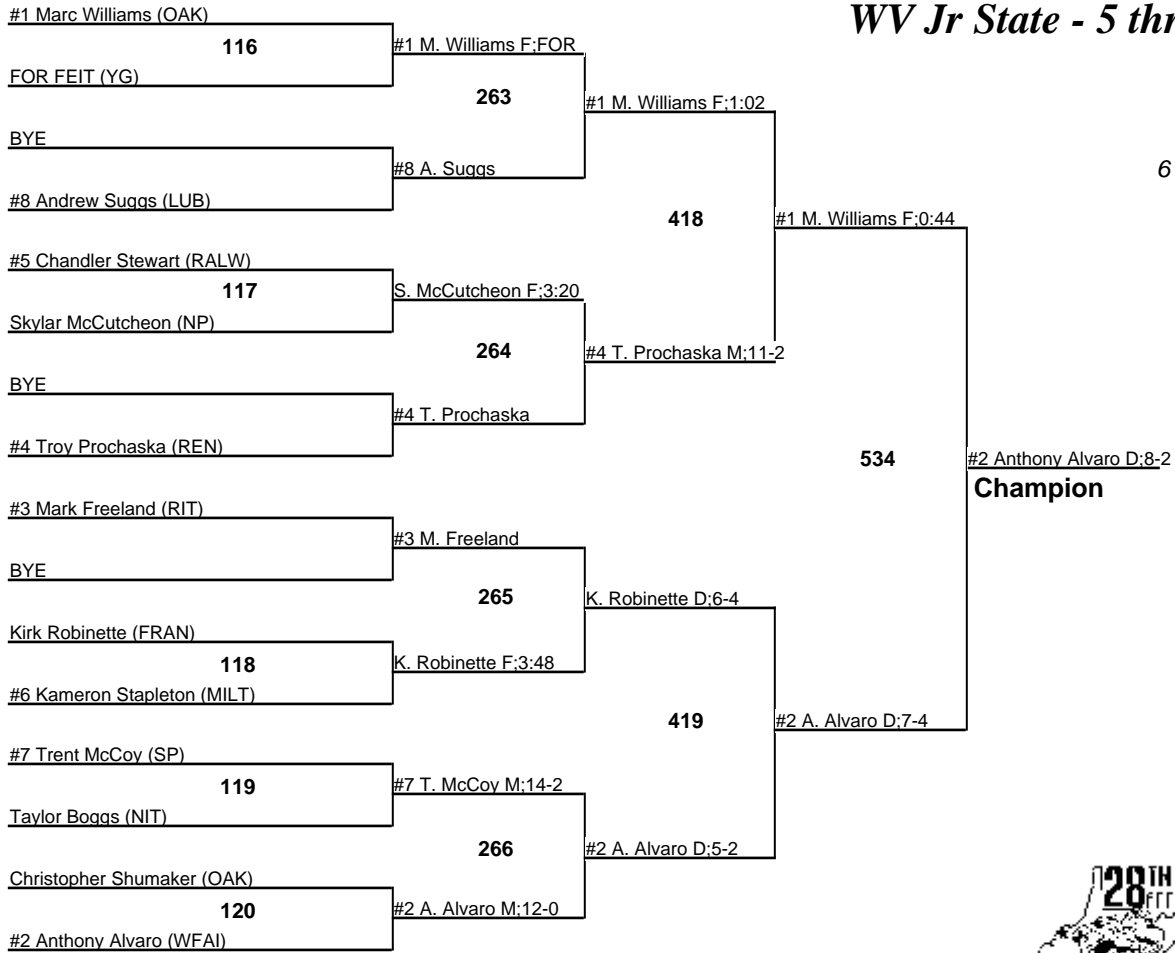 WV Jr State - 5 thr
6
#1 Marc Williams (OAK)
116
FOR FEIT (YG)
BYE
#8 Andrew Suggs (LUB)
#5 Chandler Stewart (RALW)
117
Skylar McCutcheon (NP)
BYE
#4 Troy Prochaska (REN)
#3 Mark Freeland (RIT)
BYE
Kirk Robinette (FRAN)
118
#6 Kameron Stapleton (MILT)
#7 Trent McCoy (SP)
119
Taylor Boggs (NIT)
Christopher Shumaker (OAK)
120
#2 Anthony Alvaro (WFAI)
#1 M. Williams F;FOR
263
#8 A. Suggs
S. McCutcheon F;3:20
264
#4 T. Prochaska
#3 M. Freeland
265
K. Robinette F;3:48
#7 T. McCoy M;14-2
266
#2 A. Alvaro M;12-0
#1 M. Williams F;1:02
418
#4 T. Prochaska M;11-2
K. Robinette D;6-4
419
#2 A. Alvaro D;5-2
#1 M. Williams F;0:44
534
#2 A. Alvaro D;7-4
#2 Anthony Alvaro D;8-2
Champion
28TH